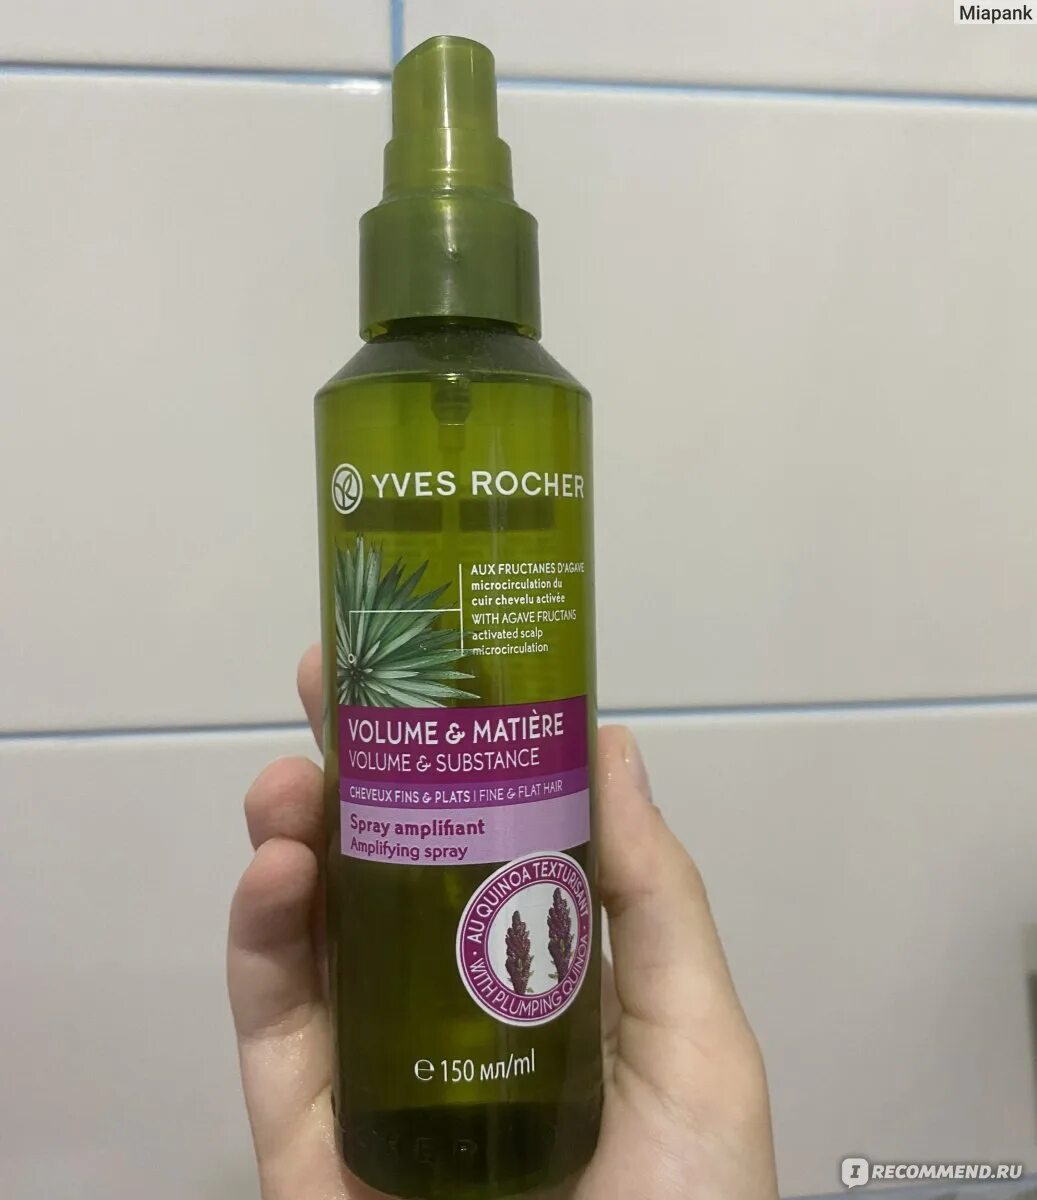 Miapank
YVES ROCHER
AUX FRUCTANES D'AGAVE
microcirculation du
cuir chevelu activée
WITH AGAVE FRUCTANS
activated scalp
microcirculation
VOLUME & MATIÈRE
VOLUME & SUBSTANCE
CHEVEUX FINS & PLATS | FINE & FLAT HAIR
Spray amplifiant
Amplifying spray
AU QUINOA TEXTURISANT
WITH PLUMPING QUINOA
℮ 150 мл/ml
IRECOMMEND.RU